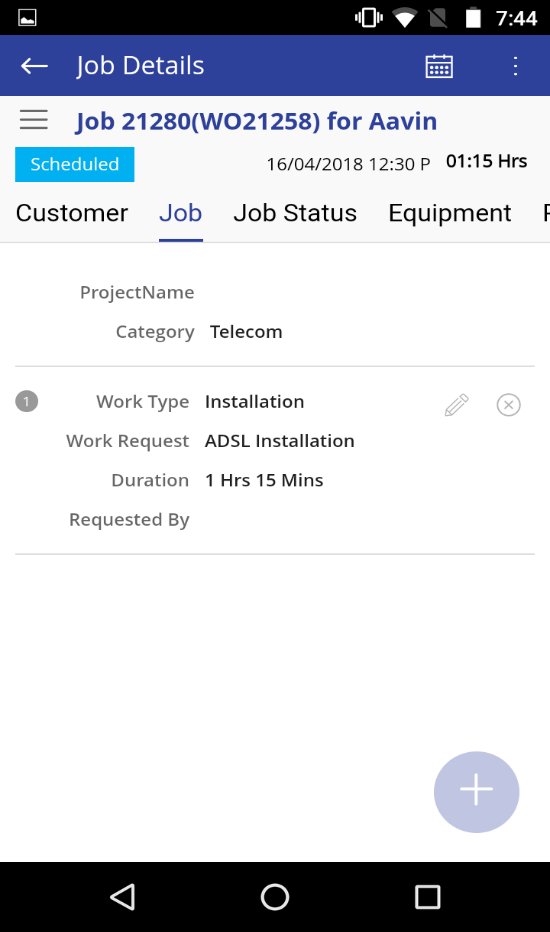 7:44
Job Details
Job 21280(WO21258) for Aavin
Scheduled 16/04/2018 12:30 P 01:15 Hrs
Customer Job Job Status Equipment
ProjectName
Category Telecom
1 Work Type Installation
Work Request ADSL Installation
Duration 1 Hrs 15 Mins
Requested By